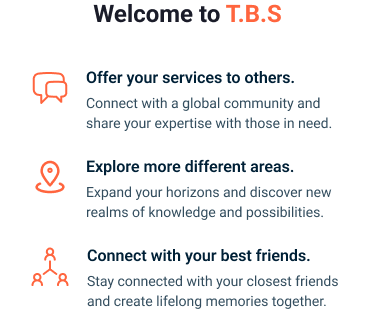 Welcome to T.B.S
Offer your services to others.
Connect with a global community and
share your expertise with those in need.
Explore more different areas.
Expand your horizons and discover new
realms of knowledge and possibilities.
Connect with your best friends.
Stay connected with your closest friends
and create lifelong memories together.